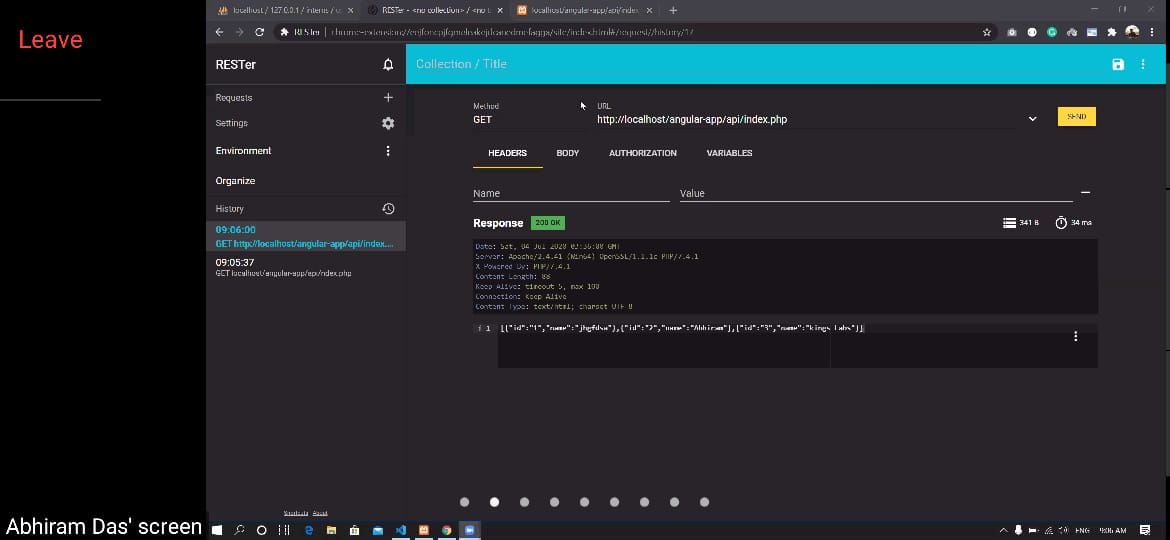 Leave
Abhiram Das' screen
localhost / 127.0.0.1 / interns / u
RESTer - <no collection> / <no t
localhost/angular-app/api/index
RESTer
chrome-extension://eejfoncpjfgmeleakejdcanedmefagga/site/index.html#/request//history/17
RESTer
Collection / Title
Requests
Settings
Environment
Organize
History
09:06:00
GET http://localhost/angular-app/api/index....
09:05:37
GET localhost/angular-app/api/index.php
Shortcuts About
Method
GET
URL
http://localhost/angular-app/api/index.php
SEND
HEADERS
BODY
AUTHORIZATION
VARIABLES
Name
Value
Response
200 OK
341 B
34 ms
Date: Sat, 04 Jul 2020 03:36:00 GMT
Server: Apache/2.4.41 (Win64) OpenSSL/1.1.1c PHP/7.4.1
X-Powered-By: PHP/7.4.1
Content-Length: 88
Keep-Alive: timeout=5, max=100
Connection: Keep-Alive
Content-Type: text/html; charset=UTF-8
1 [{"id":"1","name":"jhgfdsa"},{"id":"2","name":"Abhiram"},{"id":"3","name":"kings Labs"}]
ENG
9:06 AM